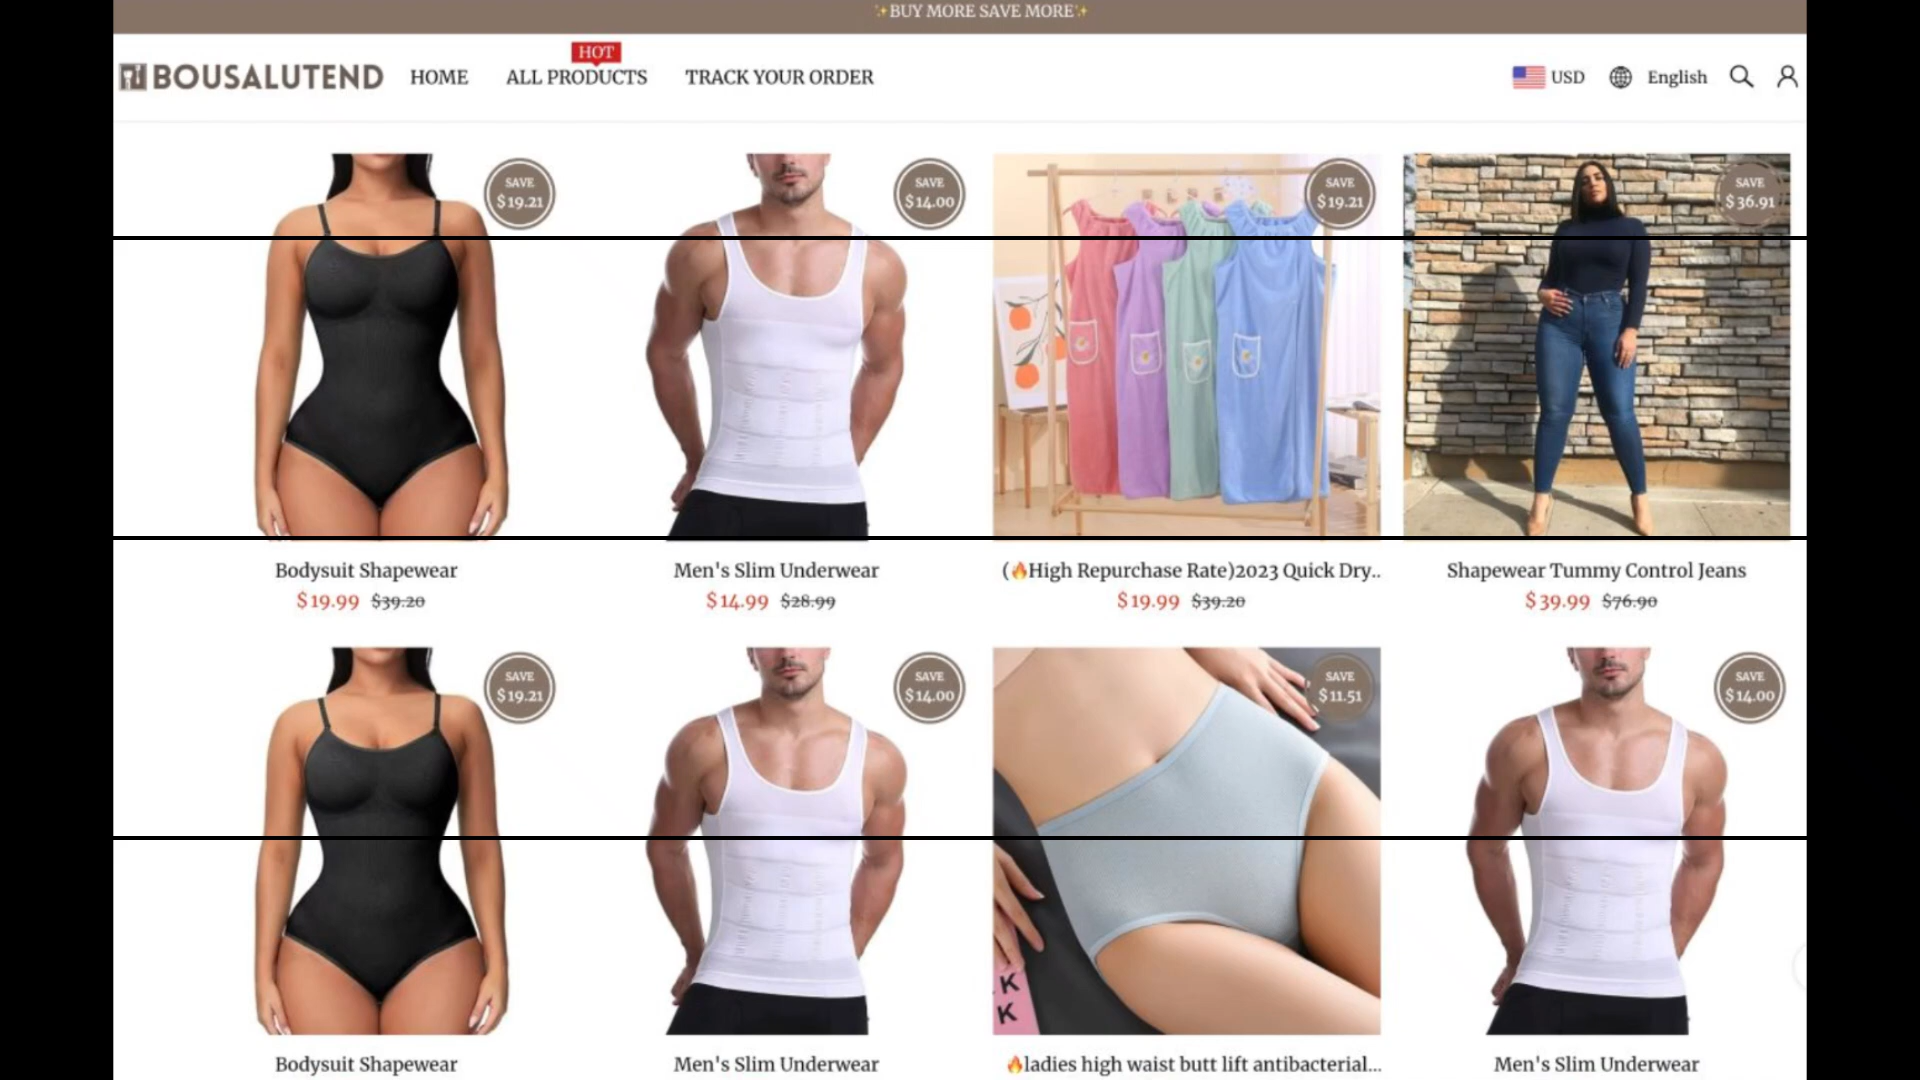 ✨BUY MORE SAVE MORE✨
BOUSALUTEND
HOME
HOT
ALL PRODUCTS
TRACK YOUR ORDER
USD
English
SAVE
$19.21
SAVE
$14.00
SAVE
$19.21
SAVE
$36.91
Bodysuit Shapewear
$19.99 $39.20
Men's Slim Underwear
$14.99 $28.99
(🔥High Repurchase Rate)2023 Quick Dry..
$19.99 $39.20
Shapewear Tummy Control Jeans
$39.99 $76.90
SAVE
$19.21
SAVE
$14.00
SAVE
$11.51
SAVE
$14.00
K
K
Bodysuit Shapewear
Men's Slim Underwear
🔥ladies high waist butt lift antibacterial...
Men's Slim Underwear